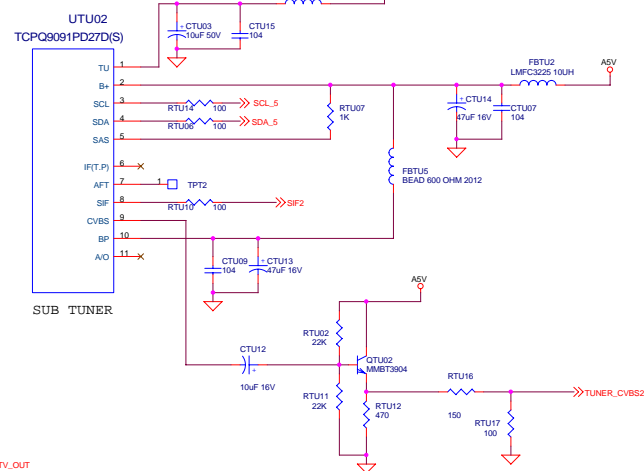 UTU02
TCPQ9091PD27D(S)
CTU03
10uF 50V
CTU15
104
TU 1
B+ 2
SCL 3
SDA 4
SAS 5
IF(T.P) 6
AFT 7
SIF 8
CVBS 9
BP 10
A/O 11
SUB TUNER
RTU14 100
SCL_5
RTU06 100
SDA_5
RTU07
1K
1
TPT2
RTU10 100
SIF2
FBTU2
LMFC3225 10UH
A5V
CTU14
47uF 16V
CTU07
104
FBTU5
BEAD 600 OHM 2012
CTU09
104
CTU13
47uF 16V
A5V
RTU02
22K
QTU02
MMBT3904
CTU12
10uF 16V
RTU11
22K
RTU12
470
RTU16
150
TUNER_CVBS2
RTU17
100
TV_OUT